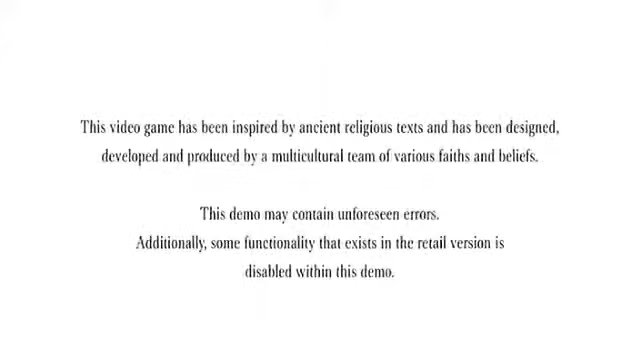 This video game has been inspired by ancient religious texts and has been designed,
developed and produced by a multicultural team of various faiths and beliefs.
This demo may contain unforeseen errors.
Additionally, some functionality that exists in the retail version is
disabled within this demo.